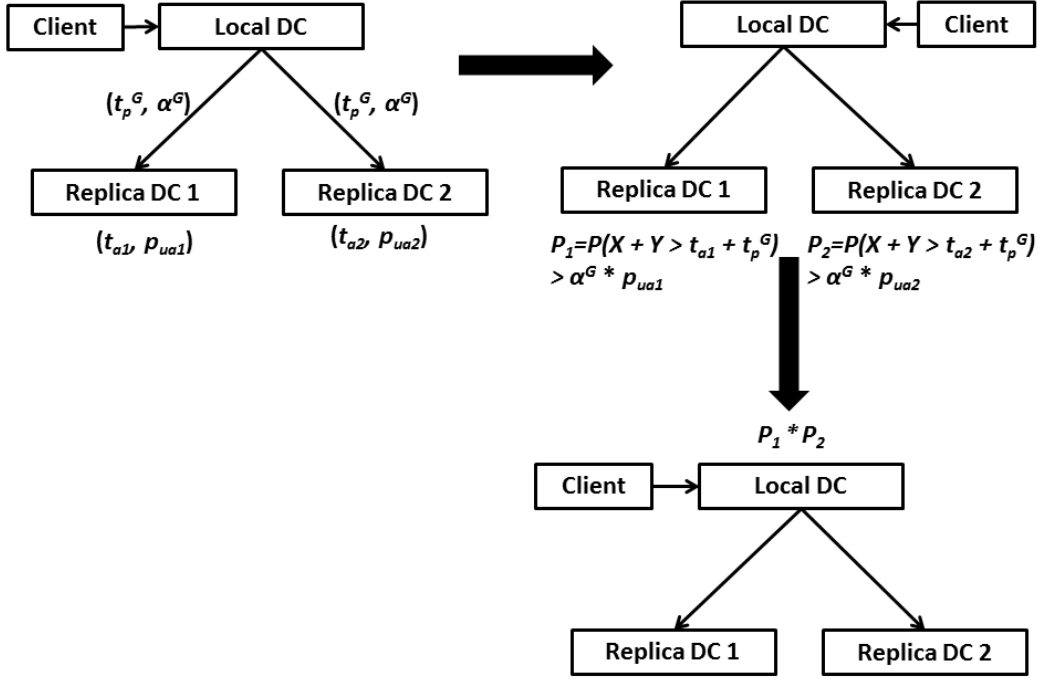 Client
Local DC
(t_p^G, α^G)
(t_p^G, α^G)
Replica DC 1
Replica DC 2
(t_a1, p_ua1)
(t_a2, p_ua2)
Local DC
Client
Replica DC 1
Replica DC 2
P_1=P(X + Y > t_a1 + t_p^G)
> α^G * p_ua1
P_2=P(X + Y > t_a2 + t_p^G)
> α^G * p_ua2
P_1 * P_2
Client
Local DC
Replica DC 1
Replica DC 2